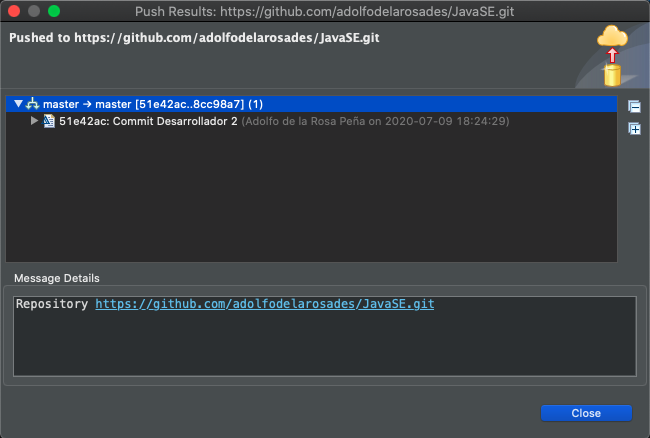 Push Results: https://github.com/adolfodelarosades/JavaSE.git
Pushed to https://github.com/adolfodelarosades/JavaSE.git
master → master [51e42ac..8cc98a7] (1)
51e42ac: Commit Desarrollador 2 (Adolfo de la Rosa Peña on 2020-07-09 18:24:29)
Message Details
Repository https://github.com/adolfodelarosades/JavaSE.git
Close